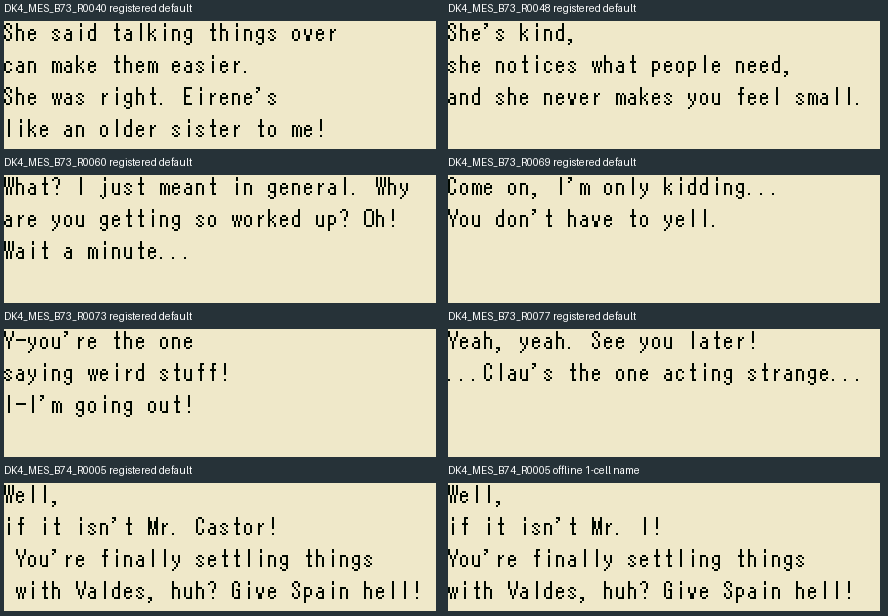 DK4_MES_B73_R0040 registered default
She said talking things over
can make them easier.
She was right. Eirene's
like an older sister to me!
DK4_MES_B73_R0048 registered default
She's kind,
she notices what people need,
and she never makes you feel small.
DK4_MES_B73_R0060 registered default
What? I just meant in general. Why
are you getting so worked up? Oh!
Wait a minute...
DK4_MES_B73_R0069 registered default
Come on, I'm only kidding...
You don't have to yell.
DK4_MES_B73_R0073 registered default
Y-you're the one
saying weird stuff!
I-I'm going out!
DK4_MES_B73_R0077 registered default
Yeah, yeah. See you later!
...Clau's the one acting strange...
DK4_MES_B74_R0005 registered default
Well,
if it isn't Mr. Castor!
You're finally settling things
with Valdes, huh? Give Spain hell!
DK4_MES_B74_R0005 offline 1-cell name
Well,
if it isn't Mr. I!
You're finally settling things
with Valdes, huh? Give Spain hell!